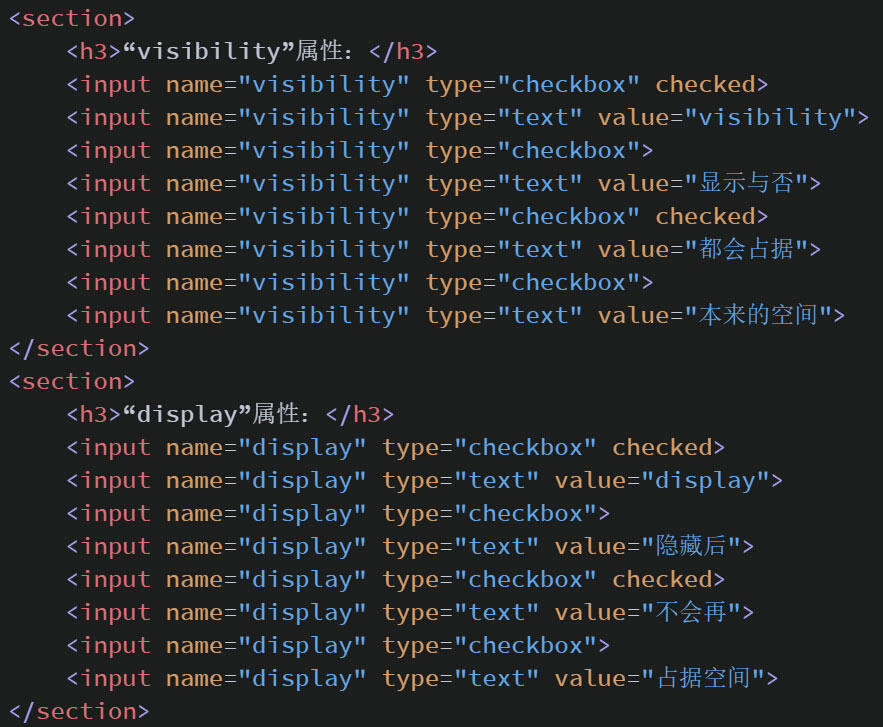 <section>
    <h3>“visibility”属性：</h3>
    <input name="visibility" type="checkbox" checked>
    <input name="visibility" type="text" value="visibility">
    <input name="visibility" type="checkbox">
    <input name="visibility" type="text" value="显示与否">
    <input name="visibility" type="checkbox" checked>
    <input name="visibility" type="text" value="都会占据">
    <input name="visibility" type="checkbox">
    <input name="visibility" type="text" value="本来的空间">
</section>
<section>
    <h3>“display”属性：</h3>
    <input name="display" type="checkbox" checked>
    <input name="display" type="text" value="display">
    <input name="display" type="checkbox">
    <input name="display" type="text" value="隐藏后">
    <input name="display" type="checkbox" checked>
    <input name="display" type="text" value="不会再">
    <input name="display" type="checkbox">
    <input name="display" type="text" value="占据空间">
</section>